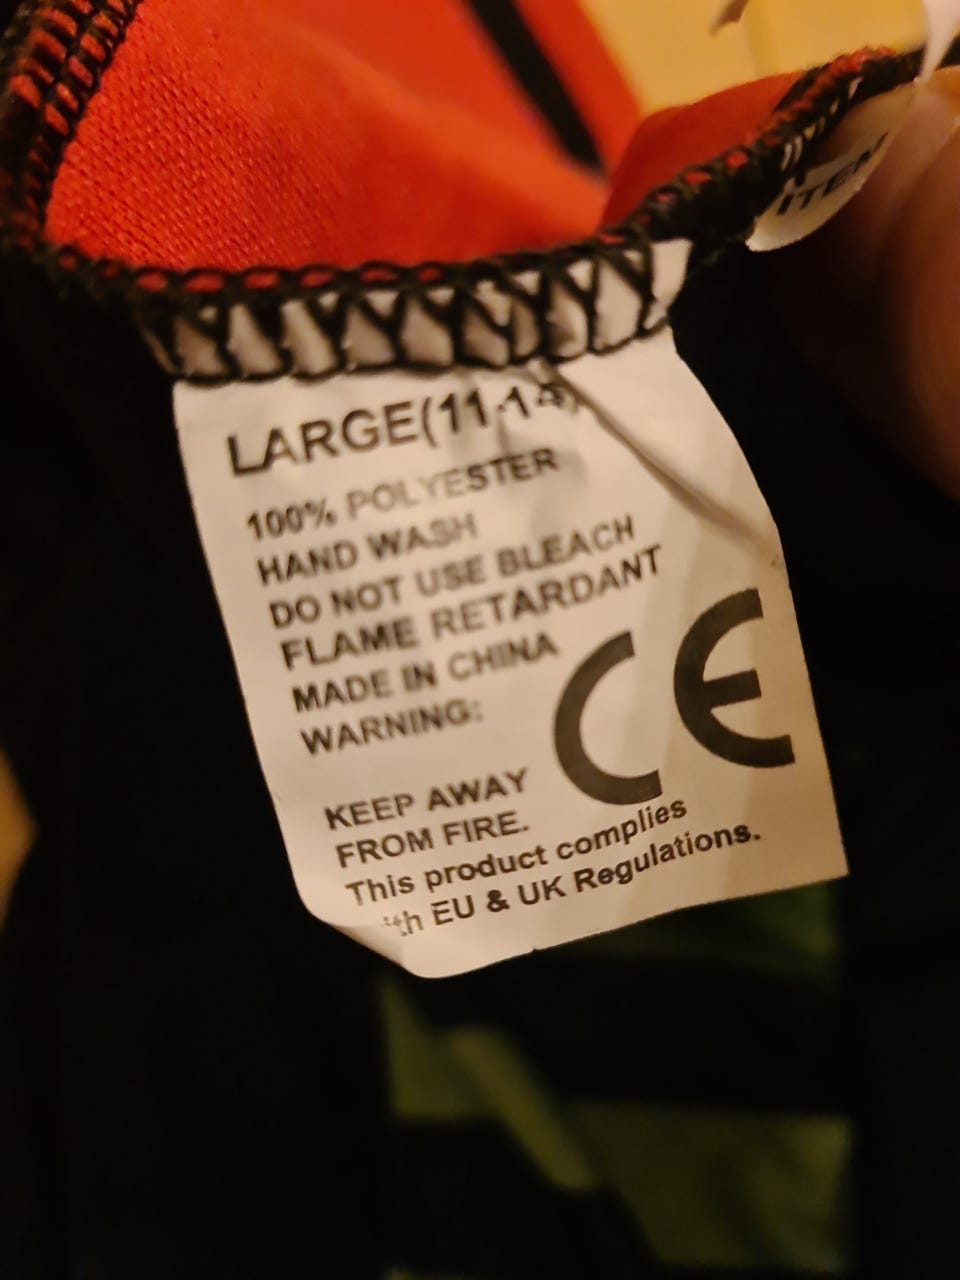 ITEM
LARGE(11-14)
100% POLYESTER
HAND WASH
DO NOT USE BLEACH
FLAME RETARDANT
MADE IN CHINA
WARNING:
CE
KEEP AWAY
FROM FIRE.
This product complies
EU & UK Regulations.